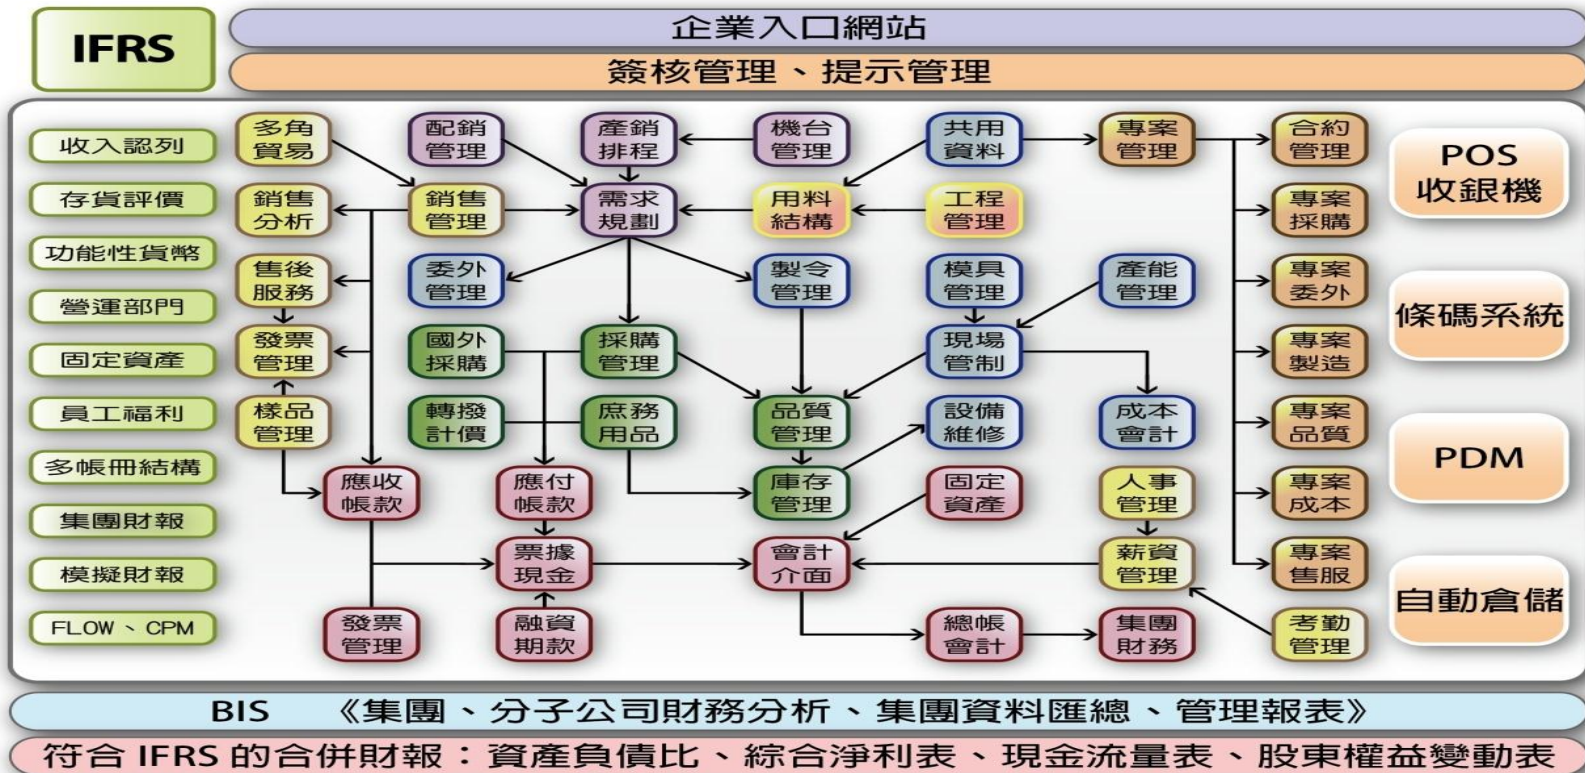 IFRS
企業入口網站
簽核管理、提示管理
收入認列
存貨評價
功能性貨幣
營運部門
固定資產
員工福利
多帳冊結構
集團財報
模擬財報
FLOW、CPM
多角
貿易
配銷
管理
產銷
排程
機台
管理
共用
資料
專案
管理
合約
管理
銷售
分析
銷售
管理
需求
規劃
用料
結構
工程
管理
專案
採購
售後
服務
委外
管理
製令
管理
模具
管理
產能
管理
專案
委外
發票
管理
國外
採購
採購
管理
現場
管制
專案
製造
樣品
管理
轉撥
計價
庶務
用品
品質
管理
設備
維修
成本
會計
專案
品質
應收
帳款
應付
帳款
庫存
管理
固定
資產
人事
管理
專案
成本
票據
現金
會計
介面
薪資
管理
專案
售服
發票
管理
融資
期款
總帳
會計
集團
財務
考勤
管理
POS
收銀機
條碼系統
PDM
自動倉儲
BIS 《集團、分子公司財務分析、集團資料匯總、管理報表》
符合 IFRS 的合併財報：資產負債比、綜合淨利表、現金流量表、股東權益變動表